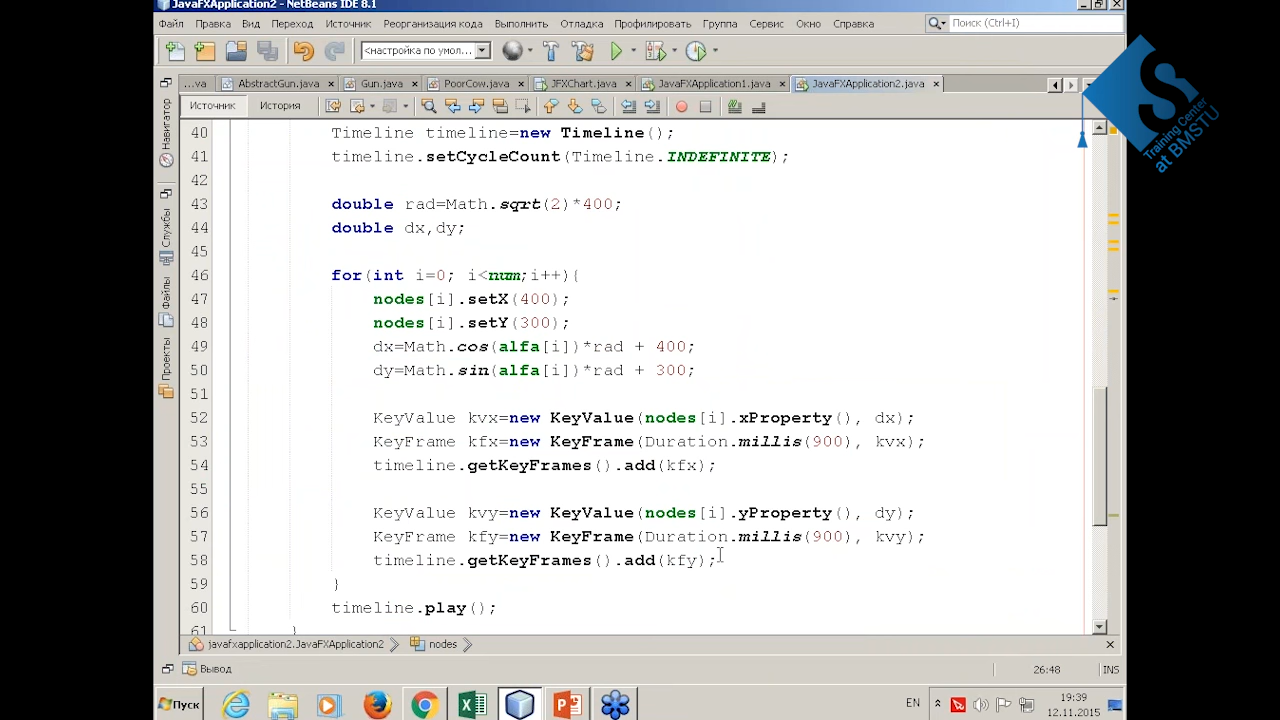 JavaFXApplication2 - NetBeans IDE 8.1
Файл Правка Вид Переход Источник Реорганизация кода Выполнить Отладка Профилировать Группа Сервис Окно Справка
Поиск (Ctrl+I)
<настройка по умол...
...va AbstractGun.java Gun.java PoorCow.java JFXChart.java JavaFXApplication1.java JavaFXApplication2.java
Источник История
Training Center
at BMSTU
Навигатор
Службы
Файлы
Проекты
40 Timeline timeline=new Timeline();
41 timeline.setCycleCount(Timeline.INDEFINITE);
42
43 double rad=Math.sqrt(2)*400;
44 double dx,dy;
45
46 for(int i=0; i<num;i++){
47 nodes[i].setX(400);
48 nodes[i].setY(300);
49 dx=Math.cos(alfa[i])*rad + 400;
50 dy=Math.sin(alfa[i])*rad + 300;
51
52 KeyValue kvx=new KeyValue(nodes[i].xProperty(), dx);
53 KeyFrame kfx=new KeyFrame(Duration.millis(900), kvx);
54 timeline.getKeyFrames().add(kfx);
55
56 KeyValue kvy=new KeyValue(nodes[i].yProperty(), dy);
57 KeyFrame kfy=new KeyFrame(Duration.millis(900), kvy);
58 timeline.getKeyFrames().add(kfy);
59 }
60 timeline.play();
61 }
javafxapplication2.JavaFXApplication2 nodes
Вывод
26:48 INS
Пуск
EN
19:39
12.11.2015